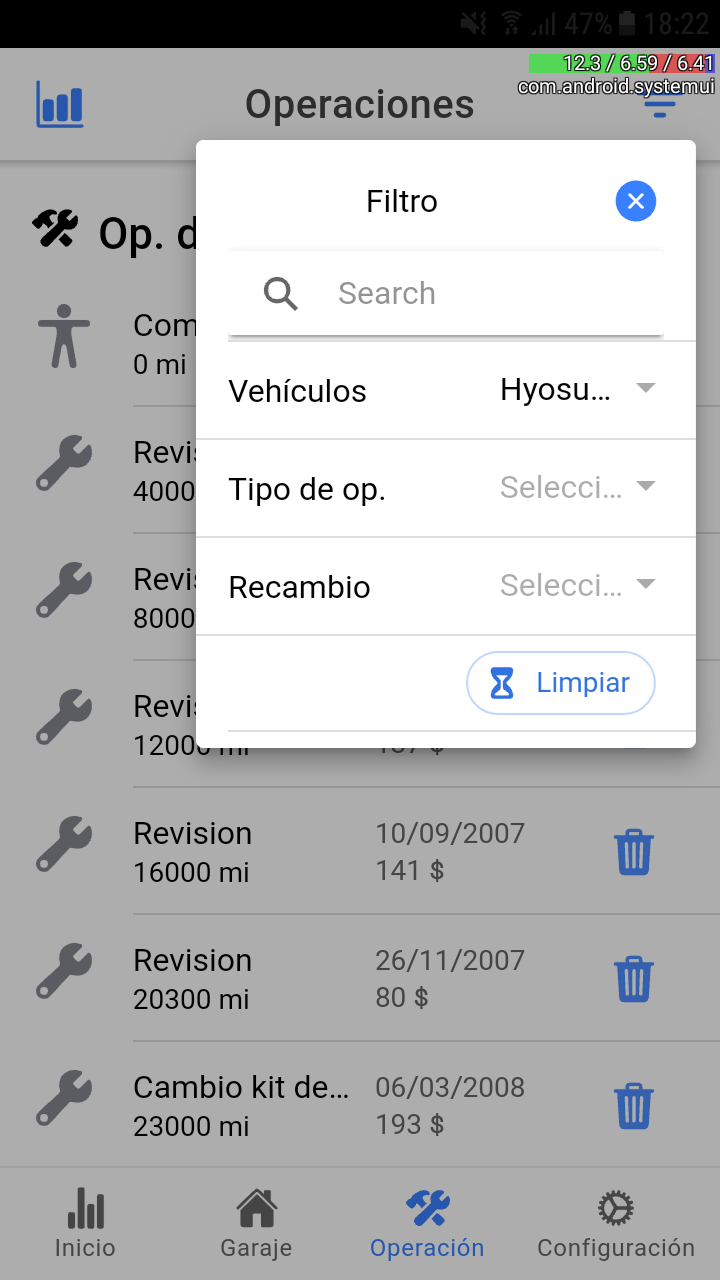 47% 18:22
12.3 / 6.59 / 6.41
com.android.systemui
Operaciones
Filtro
Search
Vehículos Hyosu...
Tipo de op. Selecci...
Recambio Selecci...
Limpiar
Op. d
Com
0 mi
Revis
4000
Revis
8000
Revis
12000 mi
Revision 10/09/2007
16000 mi 141 $
Revision 26/11/2007
20300 mi 80 $
Cambio kit de... 06/03/2008
23000 mi 193 $
Inicio Garaje Operación Configuración